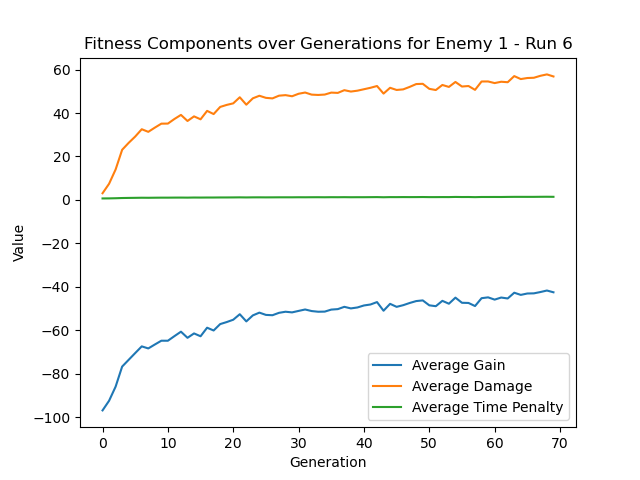 Fitness Components over Generations for Enemy 1 - Run 6
60
40
20
0
−20
−40
−60
−80
−100
Value
0 10 20 30 40 50 60 70
Generation
Average Gain
Average Damage
Average Time Penalty